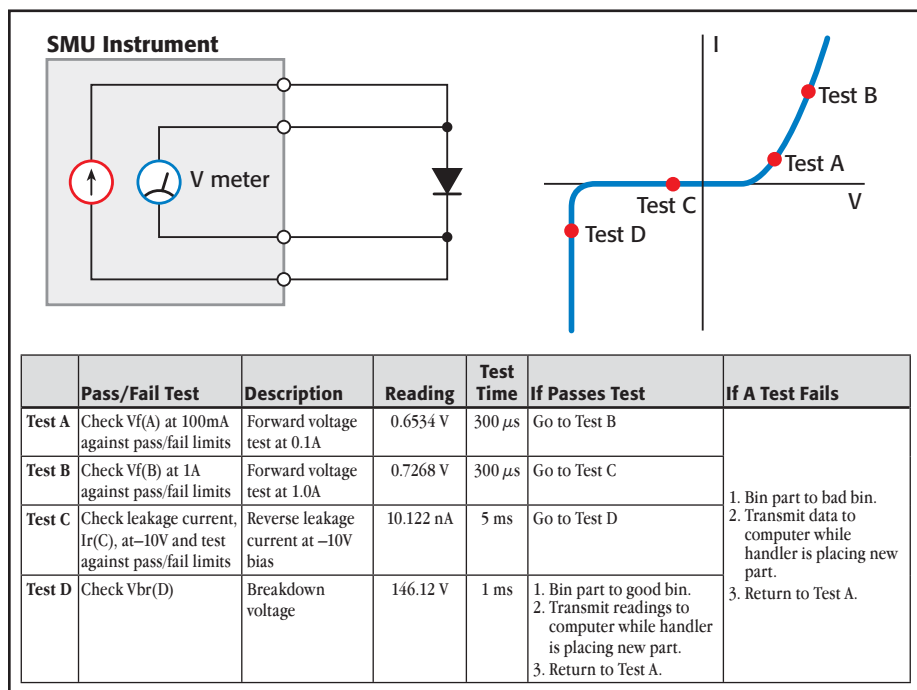 SMU Instrument
V meter
I
V
Test B
Test A
Test C
Test D
Pass/Fail Test
Description
Reading
Test
Time
If Passes Test
If A Test Fails
Test A
Check Vf(A) at 100mA
against pass/fail limits
Forward voltage
test at 0.1A
0.6534 V
300 µs
Go to Test B
Test B
Check Vf(B) at 1A
against pass/fail limits
Forward voltage
test at 1.0A
0.7268 V
300 µs
Go to Test C
Test C
Check leakage current,
Ir(C), at–10V and test
against pass/fail limits
Reverse leakage
current at –10V
bias
10.122 nA
5 ms
Go to Test D
Test D
Check Vbr(D)
Breakdown
voltage
146.12 V
1 ms
1. Bin part to good bin.
2. Transmit readings to
computer while handler
is placing new part.
3. Return to Test A.
1. Bin part to bad bin.
2. Transmit data to
computer while
handler is placing new
part.
3. Return to Test A.